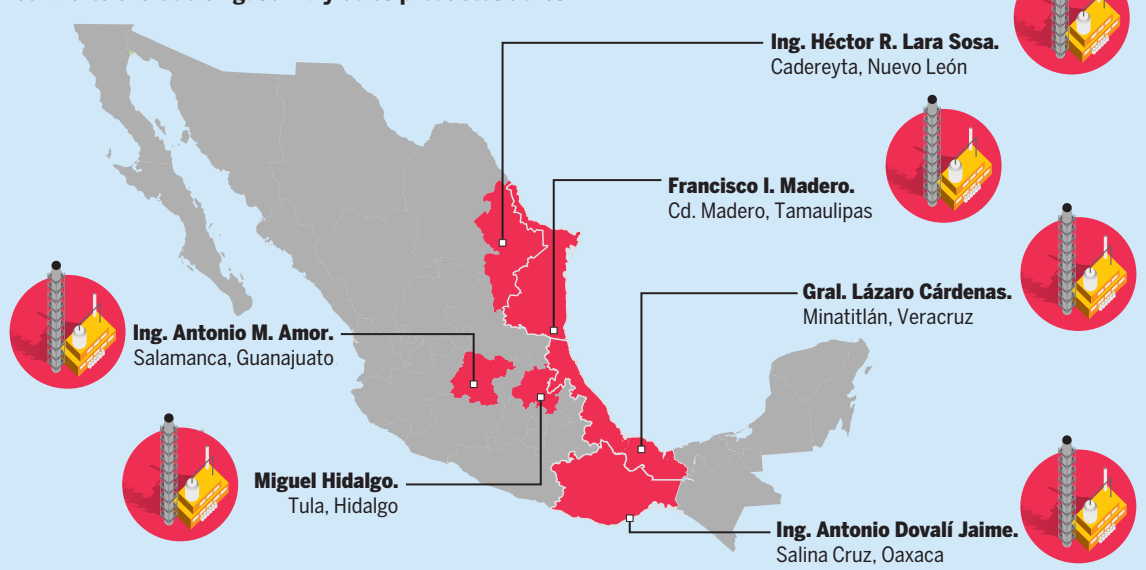 Ing. Héctor R. Lara Sosa.
Cadereyta, Nuevo León
Francisco I. Madero.
Cd. Madero, Tamaulipas
Gral. Lázaro Cárdenas.
Minatitlán, Veracruz
Ing. Antonio M. Amor.
Salamanca, Guanajuato
Miguel Hidalgo.
Tula, Hidalgo
Ing. Antonio Dovalí Jaime.
Salina Cruz, Oaxaca